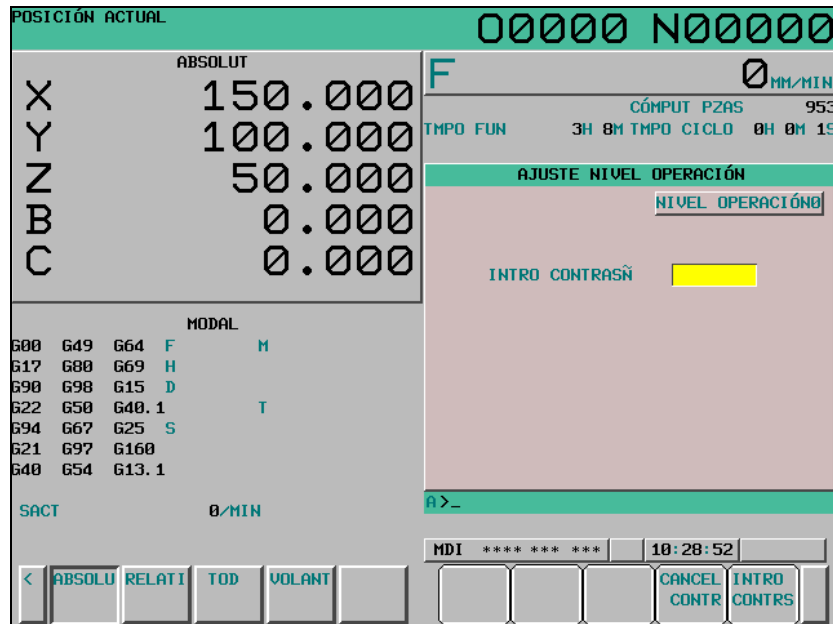 POSICIÓN ACTUAL
O0000 N00000
ABSOLUT
X 150.000
Y 100.000
Z 50.000
B 0.000
C 0.000
F 0 MM/MIN
CÓMPUT PZAS 953
TMPO FUN 3H 8M TMPO CICLO 0H 0M 1S
AJUSTE NIVEL OPERACIÓN
NIVEL OPERACIÓN0
INTRO CONTRASÑ
MODAL
G00 G49 G64 F M
G17 G80 G69 H
G90 G98 G15 D
G22 G50 G40.1 T
G94 G67 G25 S
G21 G97 G160
G40 G54 G13.1
SACT 0/MIN
A>_
MDI **** *** *** 10:28:52
< ABSOLU RELATI TOD VOLANT
CANCEL CONTR
INTRO CONTRS